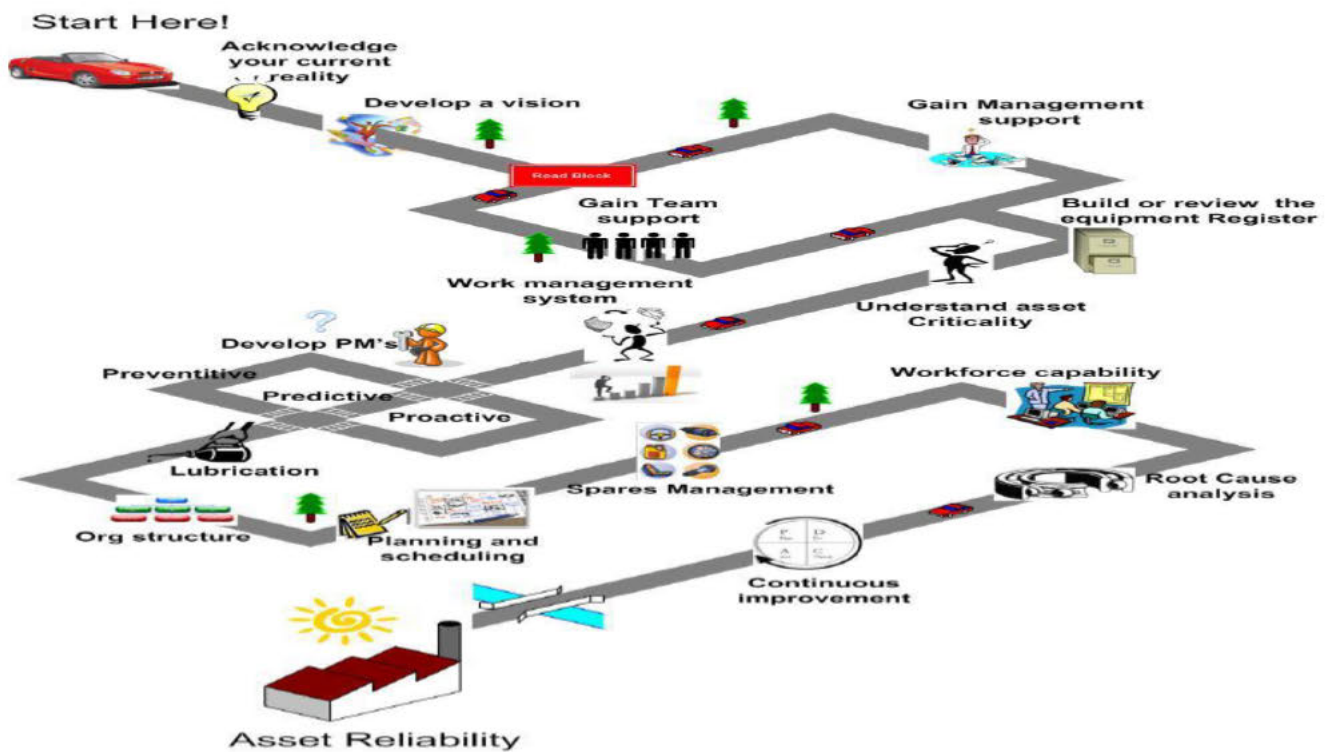 Start Here!
Acknowledge
your current
reality
Develop a vision
Gain Management
support
Road Block
Gain Team
support
Build or review the
equipment Register
Work management
system
Understand asset
Criticality
?
Develop PM's
Preventitive
Predictive
Proactive
Workforce capability
Lubrication
Spares Management
Root Cause
analysis
Org structure
Planning and
scheduling
P D
A C
Continuous
improvement
Asset Reliability